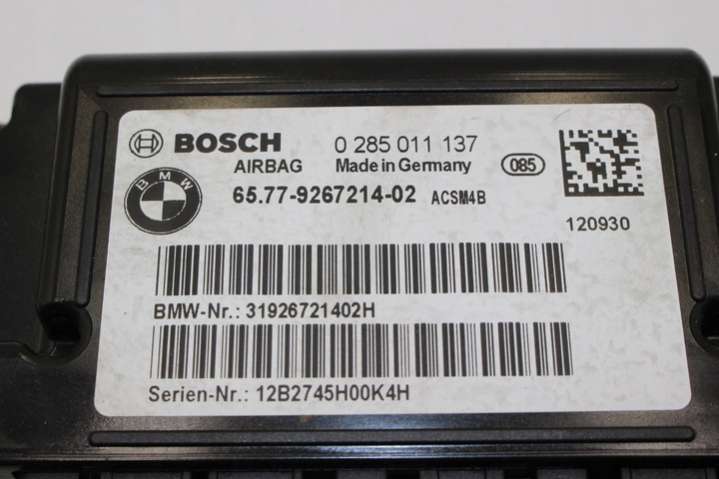 BOSCH 0 285 011 137
AIRBAG Made in Germany 085
BMW 65.77-9267214-02 ACSM4B
120930
BMW-Nr.: 31926721402H
Serien-Nr.: 12B2745H00K4H